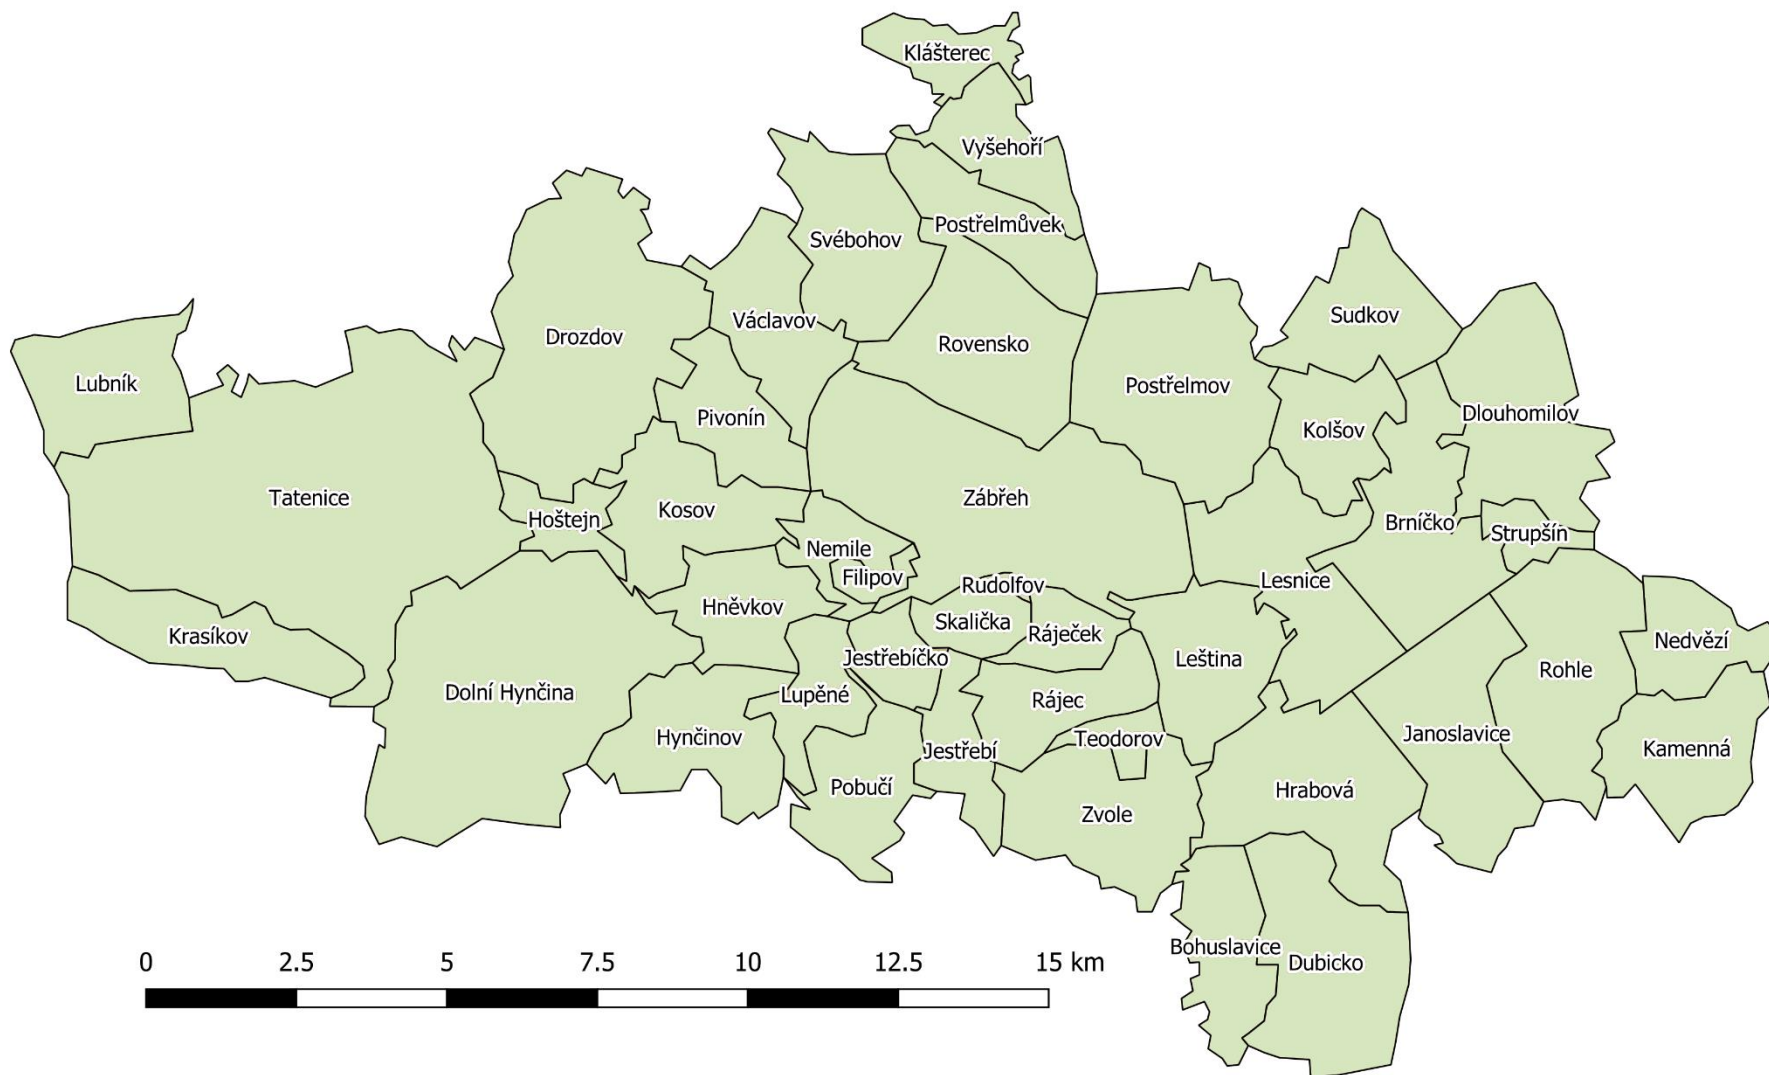 Klášterec
Vyšehoří
Postřelmůvek
Svébohov
Sudkov
Václavov
Drozdov
Rovensko
Lubník
Postřelmov
Dlouhomilov
Pivonín
Kolšov
Tatenice
Zábřeh
Kosov
Hoštejn
Brníčko
Strupšín
Nemile
Filipov
Rudolfov
Lesnice
Hněvkov
Skalička
Ráječek
Krasíkov
Nedvězí
Jestřebíčko
Leština
Rohle
Dolní Hynčina
Lupěné
Rájec
Hynčinov
Teodorov
Janoslavice
Jestřebí
Kamenná
Pobučí
Hrabová
Zvole
Bohuslavice
Dubicko
0 2.5 5 7.5 10 12.5 15 km